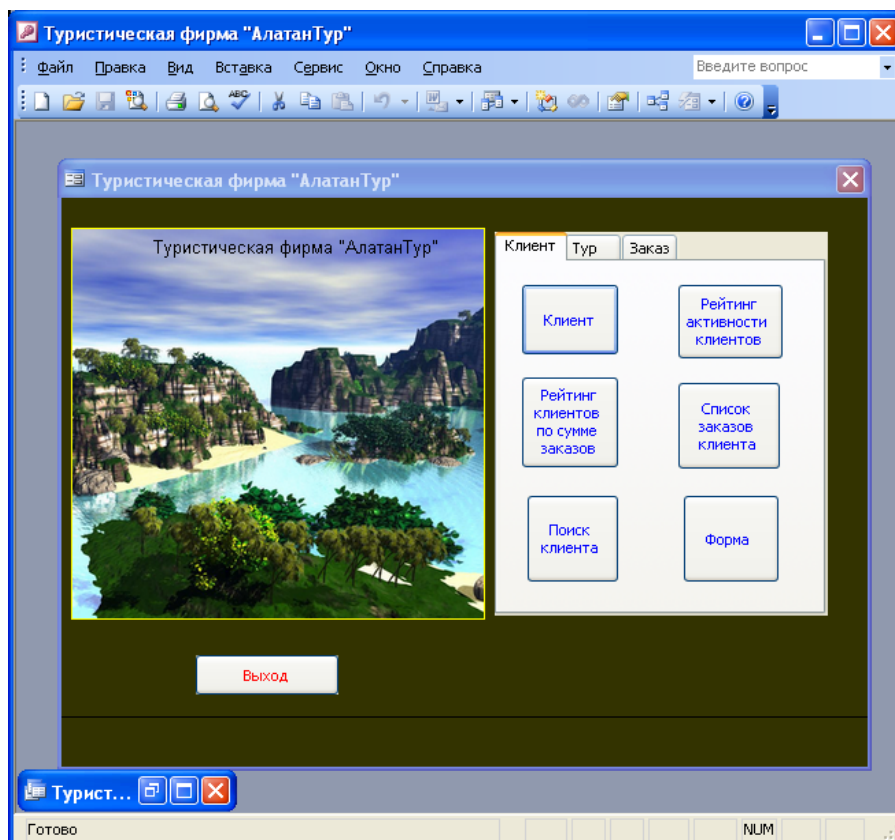 Туристическая фирма "АлатанТур"
Файл Правка Вид Вставка Сервис Окно Справка
Введите вопрос
ABC
Туристическая фирма "АлатанТур"
Туристическая фирма "АлатанТур"
Клиент Тур Заказ
Клиент
Рейтинг
активности
клиентов
Рейтинг
клиентов
по сумме
заказов
Список
заказов
клиента
Поиск
клиента
Форма
Выход
Турист...
Готово
NUM